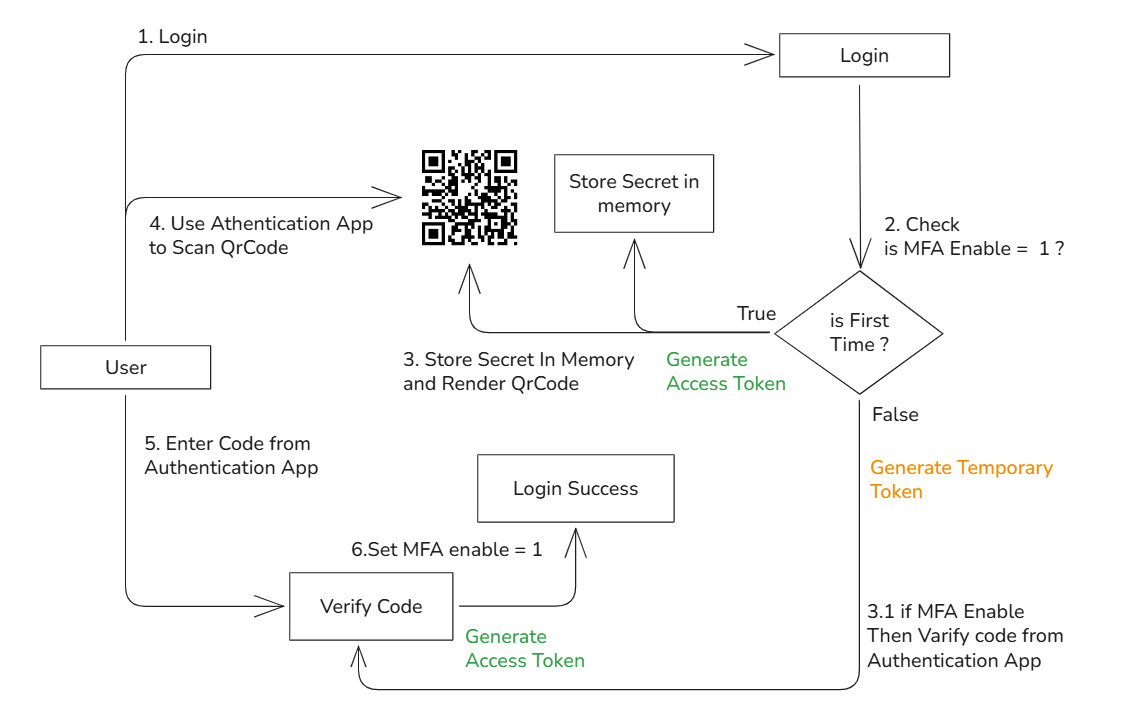 1. Login
Login
Store Secret in
memory
4. Use Athentication App
to Scan QrCode
2. Check
is MFA Enable =  1 ?
True
is First
Time ?
User
3. Store Secret In Memory
and Render QrCode
Generate
Access Token
False
5. Enter Code from
Authentication App
Generate Temporary
Token
Login Success
6.Set MFA enable = 1
Verify Code
Generate
Access Token
3.1 if MFA Enable
Then Varify code from
Authentication App